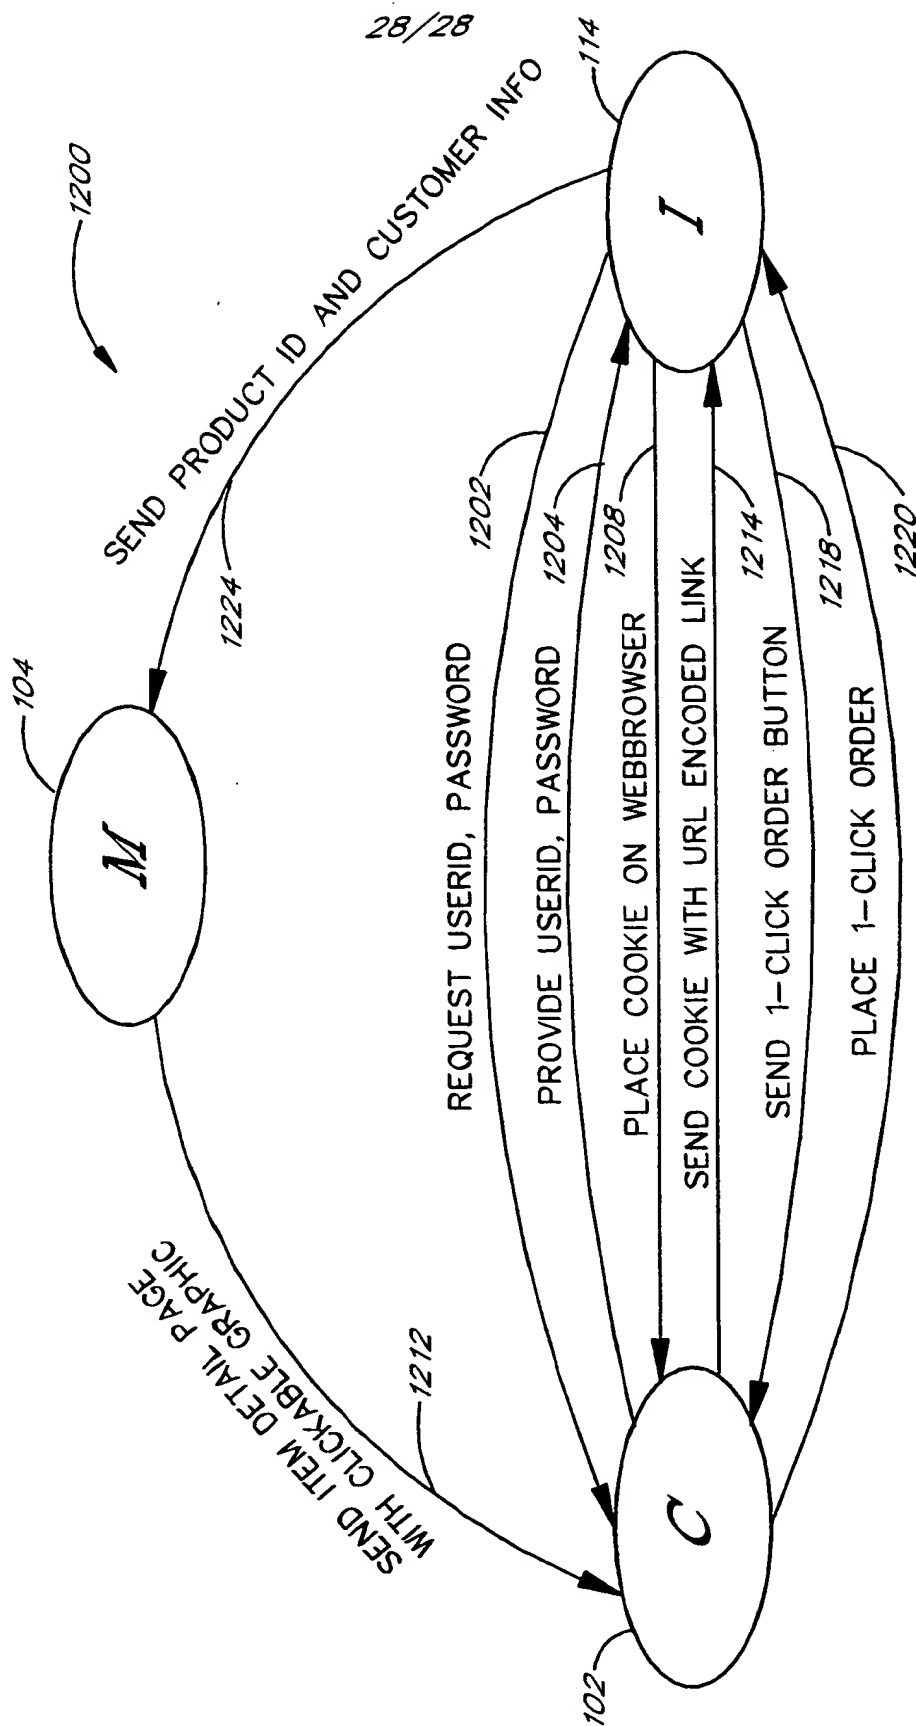 28/28
1200
104
M
SEND PRODUCT ID AND CUSTOMER INFO
1224
SEND ITEM DETAIL PAGE
WITH CLICKABLE GRAPHIC
1212
114
I
102
C
REQUEST USERID, PASSWORD
1202
PROVIDE USERID, PASSWORD
1204
PLACE COOKIE ON WEBBROWSER
1208
SEND COOKIE WITH URL ENCODED LINK
1214
SEND 1-CLICK ORDER BUTTON
1218
PLACE 1-CLICK ORDER
1220